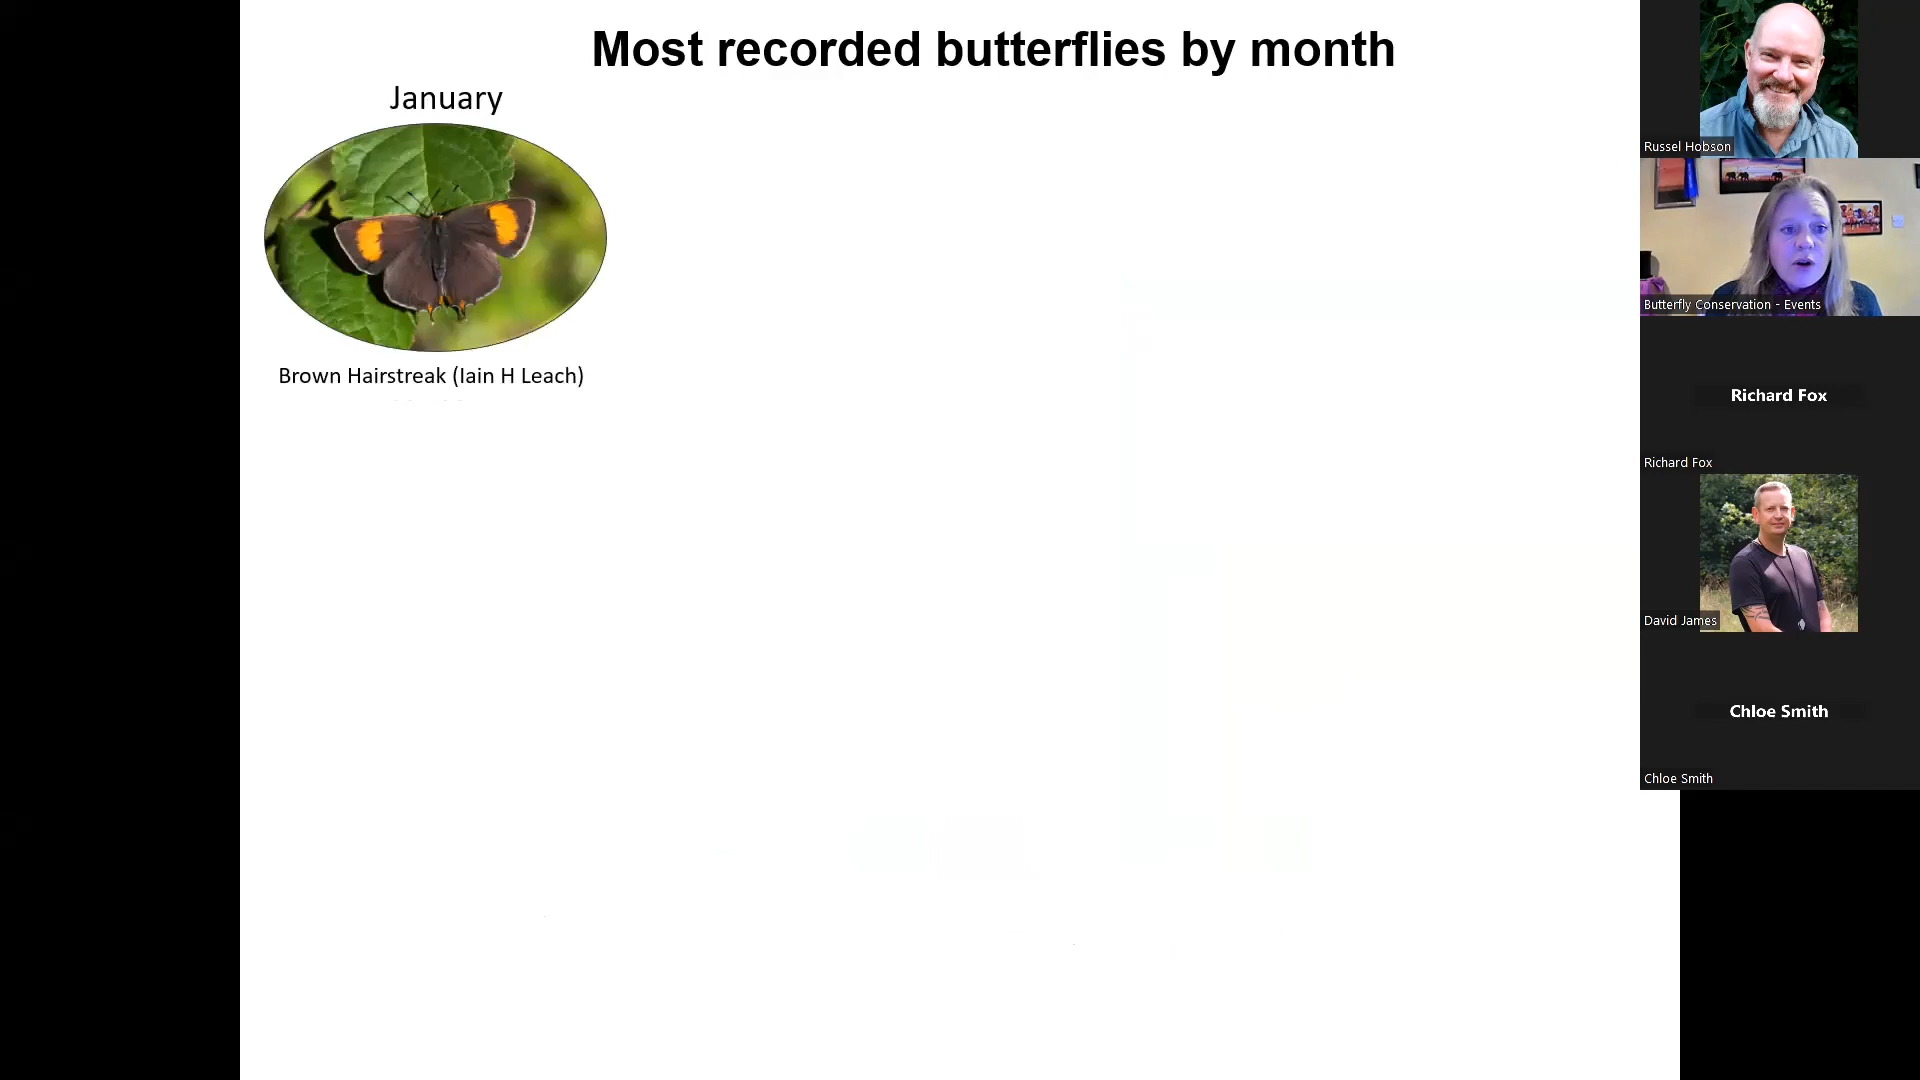 Most recorded butterflies by month
January
Brown Hairstreak (Iain H Leach)
Russel Hobson
Butterfly Conservation - Events
Richard Fox
Richard Fox
David James
Chloe Smith
Chloe Smith